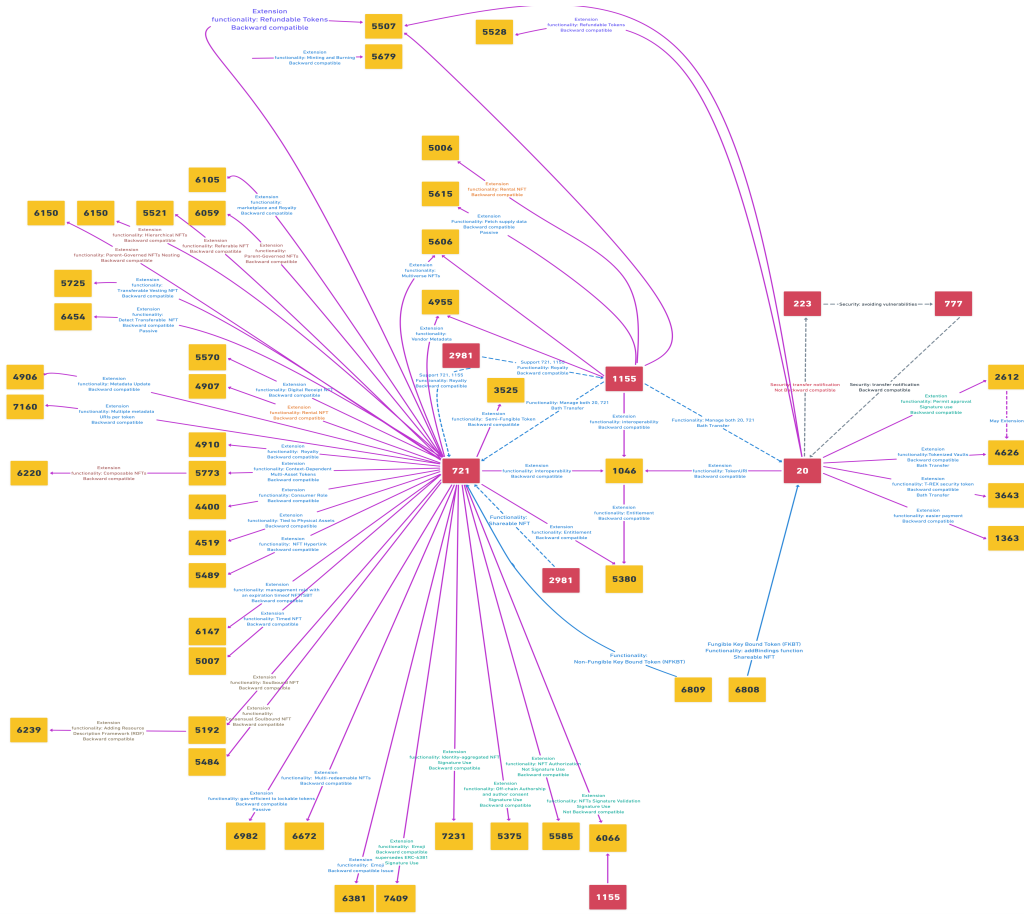 Extension
functionality: Refundable Tokens
Backward compatible
5507
5528
Extension
functionality: Refundable Tokens
Backward compatible
Extension
functionality: Minting and Burning
Backward compatible
5679
5006
Extension
functionality: Rental NFT
Backward compatible
5615
Extension
Functionality: Fetch supply data
Backward compatible
Passive
5606
Extension
functionality:
Multiverse NFTs
4955
Extension
functionality:
Vendor Metadata
6105
Extension
functionality:
marketplace and Royalty
Backward compatible
6150
6150
5521
6059
Extension
functionality: Hierarchical NFTs
Backward compatible
Extension
functionality: Referable NFT
Backward compatible
Extension
functionality:
Parent-Governed NFTs
Backward compatible
Extension
functionality: Parent-Governed NFTs Nesting
Backward compatible
5725
Extension
functionality:
Transferable Vesting NFT
Backward compatible
6454
Extension
functionality:
Detect Transferable NFT
Backward compatible
Passive
223
Security: avoiding vulnerabilities
777
Security: transfer notification
Not Backward compatible
Security: transfer notification
Backward compatible
2981
Support 721, 1155
Functionality: Royalty
Backward compatible
Support 721, 1155
Functionality: Royalty
Backward compatible
1155
3525
Extension
functionality: Semi-Fungible Token
Backward compatible
Functionality: Manage both 20, 721
Bath Transfer
Functionality: Manage both 20, 721
Bath Transfer
Extension
functionality: interoperability
Backward compatible
5570
Extension
functionality: Digital Receipt NFT
Backward compatible
4906
Extension
functionality: Metadata Update
Backward compatible
4907
Extension
functionality: Rental NFT
Backward compatible
7160
Extension
functionality: Multiple metadata
URIs per token
Backward compatible
4910
Extension
functionality: Royalty
Backward compatible
6220
Extension
functionality: Composable NFTs
Backward compatible
5773
Extension
functionality: Context-Dependent
Multi-Asset Tokens
Backward compatible
4400
Extension
functionality: Consumer Role
Backward compatible
4519
Extension
functionality: Tied to Physical Assets
Backward compatible
5489
Extension
functionality: NFT Hyperlink
Backward compatible
721
Extension
functionality: interoperability
Backward compatible
1046
Extension
functionality: TokenURI
Backward compatible
20
2612
Extention
functionality: Permit approval
Signature use
Backward compatible
May Extension
4626
Extension
functionality:Tokenized Vaults
Backward compatible
Bath Transfer
3643
Extension
functionality: T-REX security token
Backward compatible
Bath Transfer
1363
Extension
functionality: easier payment
Backward compatible
Functionality:
Shareable NFT
Extension
functionality: Entitlement
Backward compatible
Extension
functionality: Entitlement
Backward compatible
2981
5380
6147
Extension
functionality: management role with
Backward compatible
5007
Extension
functionality: Timed NFT
Backward compatible
Functionality:
Non-Fungible Key Bound Token (NFKBT)
6809
Fungible Key Bound Token (FKBT)
Functionality: addBindings function
Shareable NFT
6808
Extension
functionality: Soulbound NFT
Backward compatible
Extension
functionality:
Consensual Soulbound NFT
Backward compatible
6239
Extension
functionality: Adding Resource
Description Framework (RDF)
Backward compatible
5192
5484
Extension
functionality: gas-efficent to lockable tokens
Backward compatible
Passive
6982
Extension
functionality: Multi-redeemable NFTs
Backward compatible
6672
Extension
functionality: Identity-aggregated NFT
Signature Use
Backward compatible
7231
Extension
functionality: Off-chain Authorship
and author consent
Signature Use
Backward compatible
5375
Extension
functionality: NFT Authorization
Not Signature Use
Backward compatible
5585
Extension
functionality: NFTs Signature Validation
Signature Use
Not Backward compatible
6066
Extension
functionality: Emoji
Backward compatible issue
6381
Extension
functionality: Emoji
Backward compatible
supersedes ERC-6381
Signature Use
7409
1155